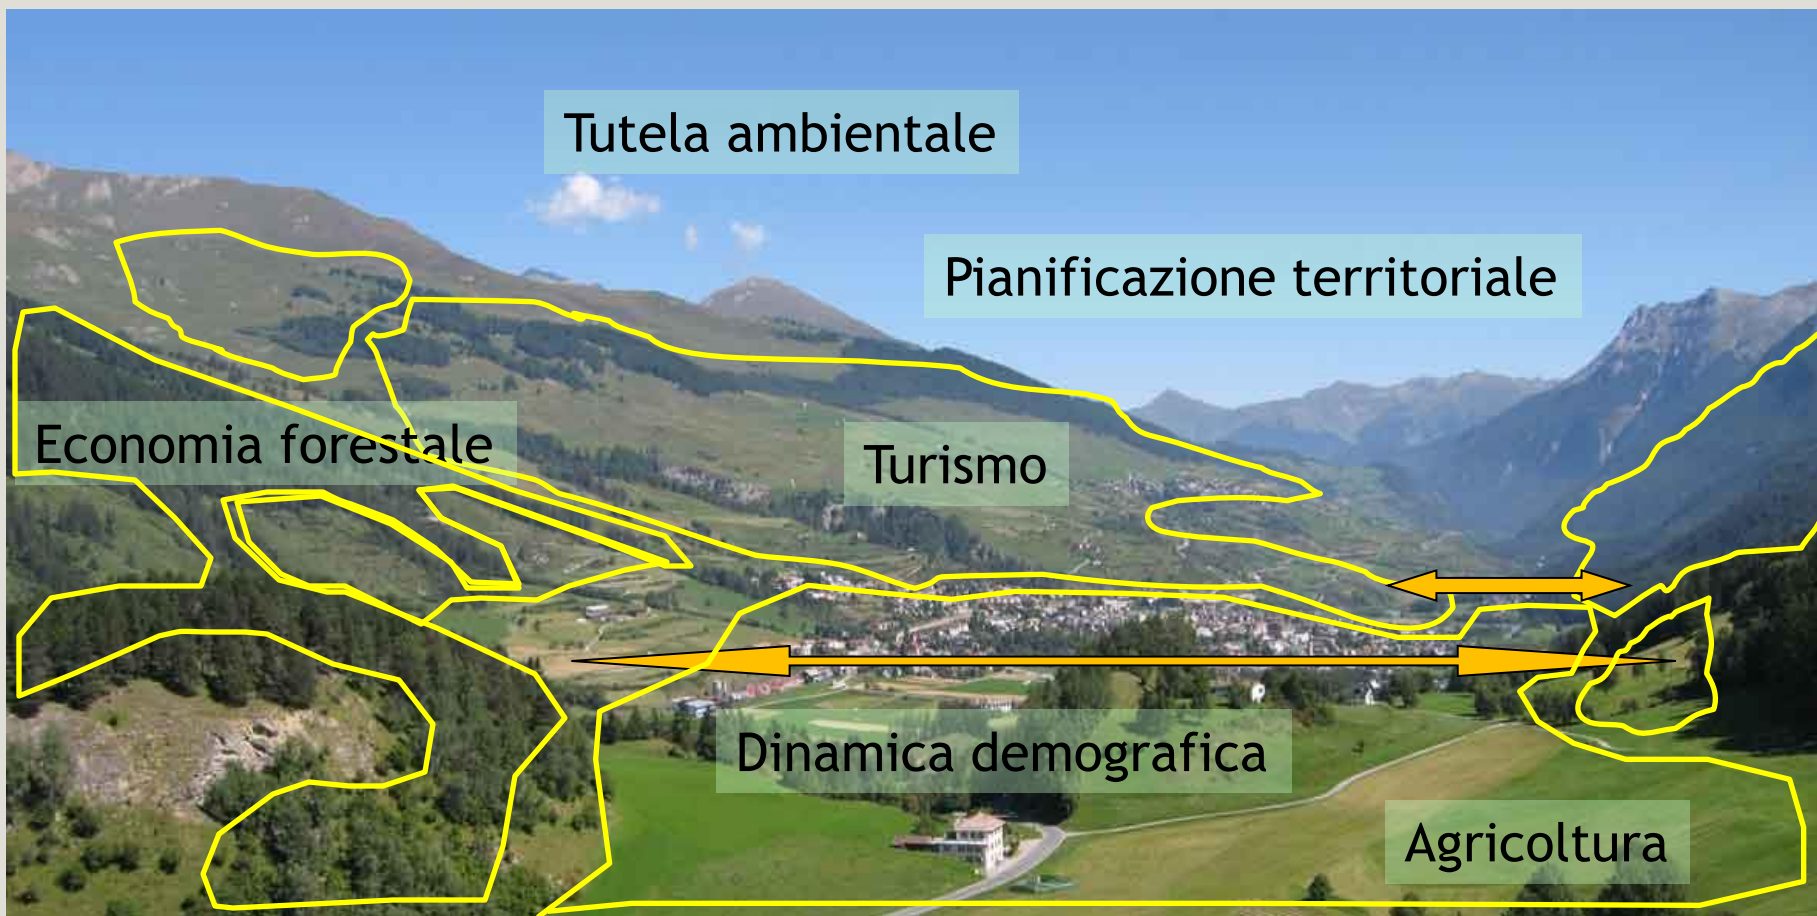 Tutela ambientale
Pianificazione territoriale
Economia forestale
Turismo
Dinamica demografica
Agricoltura